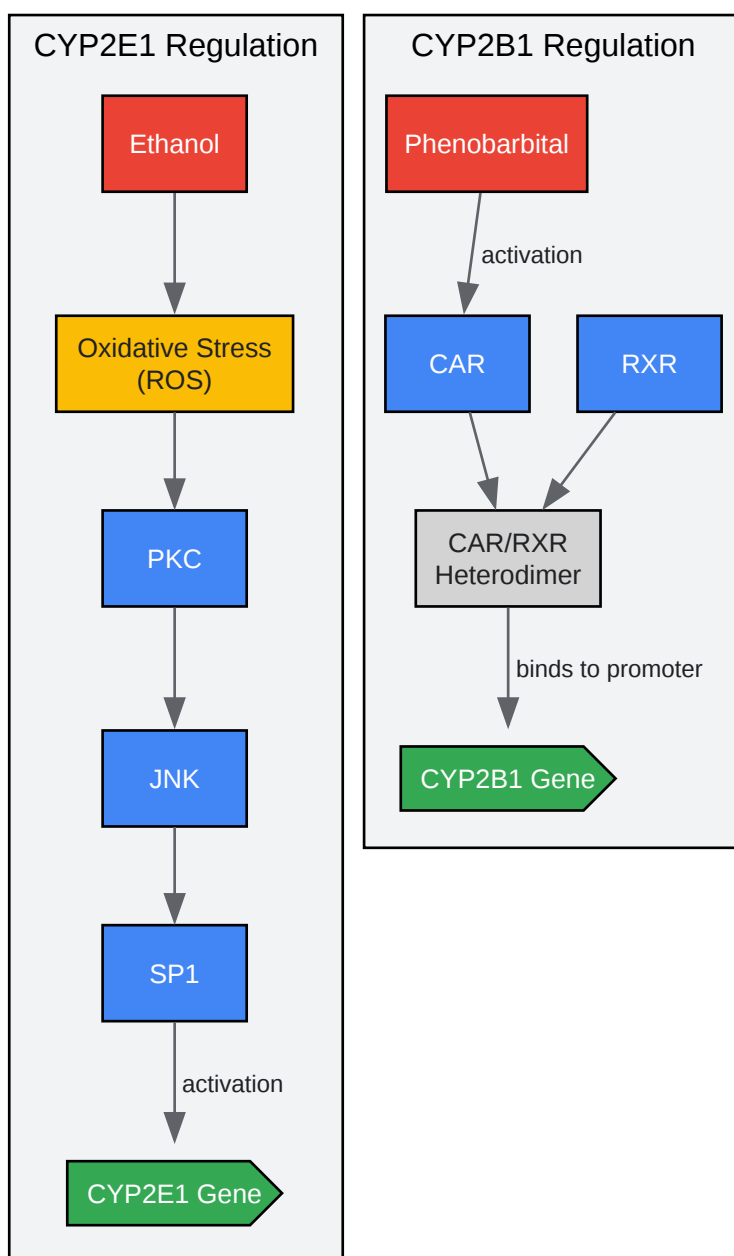 CYP2E1 Regulation
Ethanol
Oxidative Stress
(ROS)
PKC
JNK
SP1
activation
CYP2E1 Gene
CYP2B1 Regulation
Phenobarbital
activation
CAR
RXR
CAR/RXR
Heterodimer
binds to promoter
CYP2B1 Gene